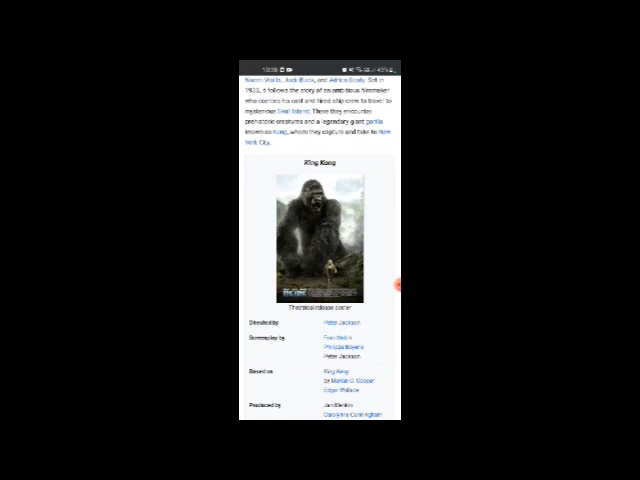 Naomi Watts, Jack Black, and Adrien Brody. Set in
1933, it follows the story of an ambitious filmmaker
who coerces his cast and hired ship crew to travel to
mysterious Skull Island. There they encounter
prehistoric creatures and a legendary giant gorilla
known as Kong, whom they capture and take to New
York City.
King Kong
KING KONG
Theatrical release poster
Directed by
Peter Jackson
Screenplay by
Fran Walsh
Philippa Boyens
Peter Jackson
Based on
King Kong
by Merian C. Cooper
Edgar Wallace
Produced by
Jan Blenkin
Carolynne Cunningham